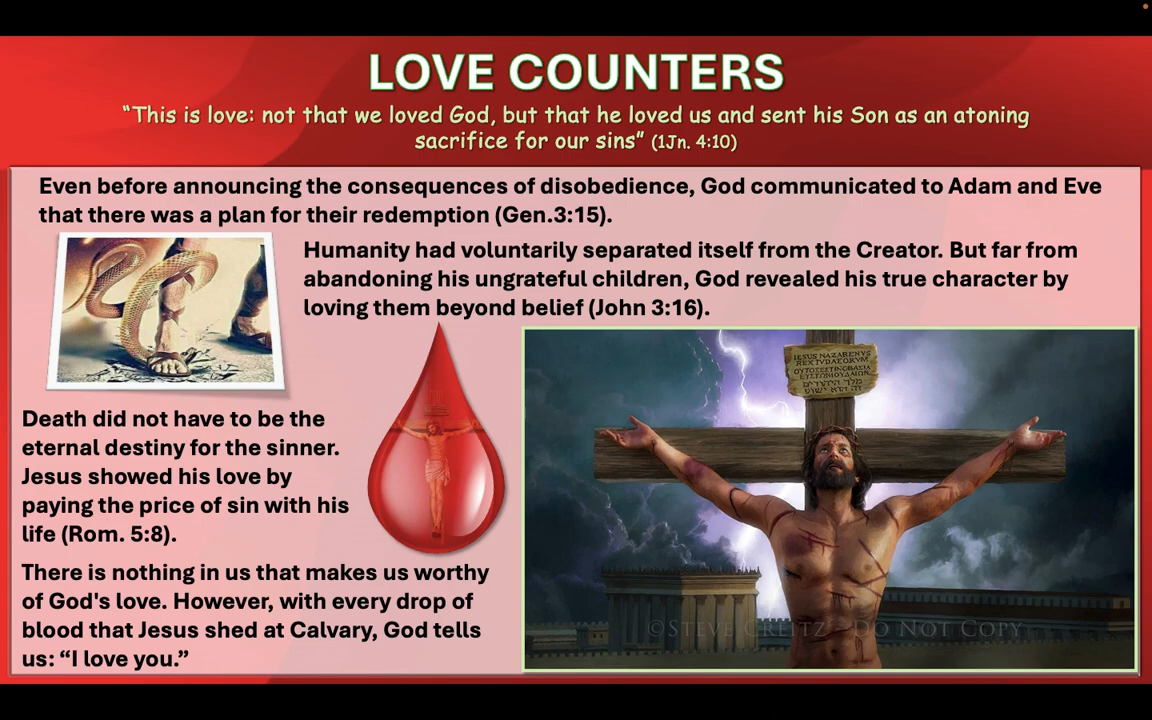 LOVE COUNTERS
“This is love: not that we loved God, but that he loved us and sent his Son as an atoning
sacrifice for our sins” (1Jn. 4:10)
Even before announcing the consequences of disobedience, God communicated to Adam and Eve
that there was a plan for their redemption (Gen.3:15).
Humanity had voluntarily separated itself from the Creator. But far from
abandoning his ungrateful children, God revealed his true character by
loving them beyond belief (John 3:16).
JESUS NAZARENUS
REX IVDAEORUM
Death did not have to be the
eternal destiny for the sinner.
Jesus showed his love by
paying the price of sin with his
life (Rom. 5:8).
There is nothing in us that makes us worthy
of God's love. However, with every drop of
blood that Jesus shed at Calvary, God tells
us: “I love you.”
©STEVE CREITZ - DO NOT COPY